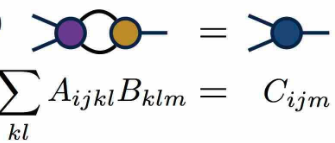 )
=
∑ A_{ijkl} B_{klm} = C_{ijm}
kl